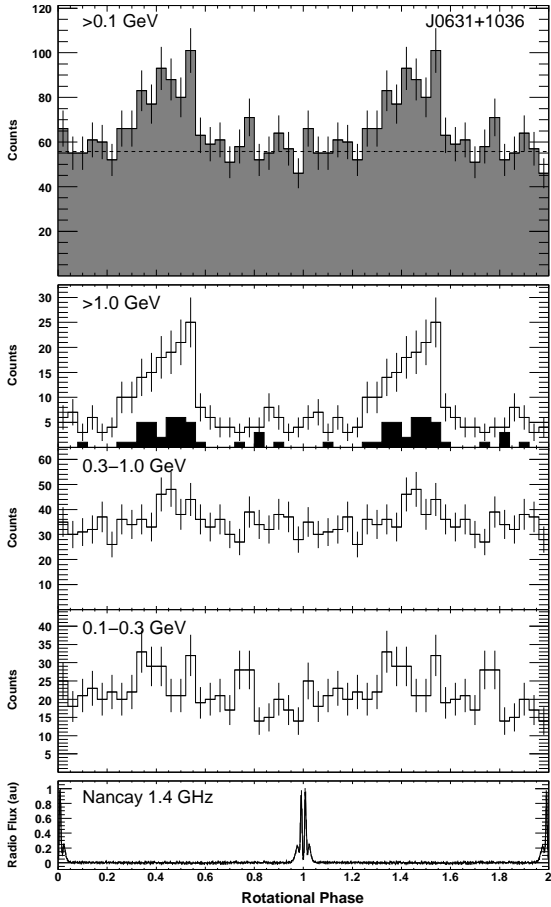 >0.1 GeV
J0631+1036
120
100
80
60
40
20
Counts
>1.0 GeV
30
25
20
15
10
5
Counts
0.3−1.0 GeV
60
50
40
30
20
10
Counts
0.1−0.3 GeV
40
35
30
25
20
15
10
5
Counts
Nancay 1.4 GHz
1
0.8
0.6
0.4
0.2
0
Radio Flux (au)
0 0.2 0.4 0.6 0.8 1.0 1.2 1.4 1.6 1.8 2
Rotational Phase